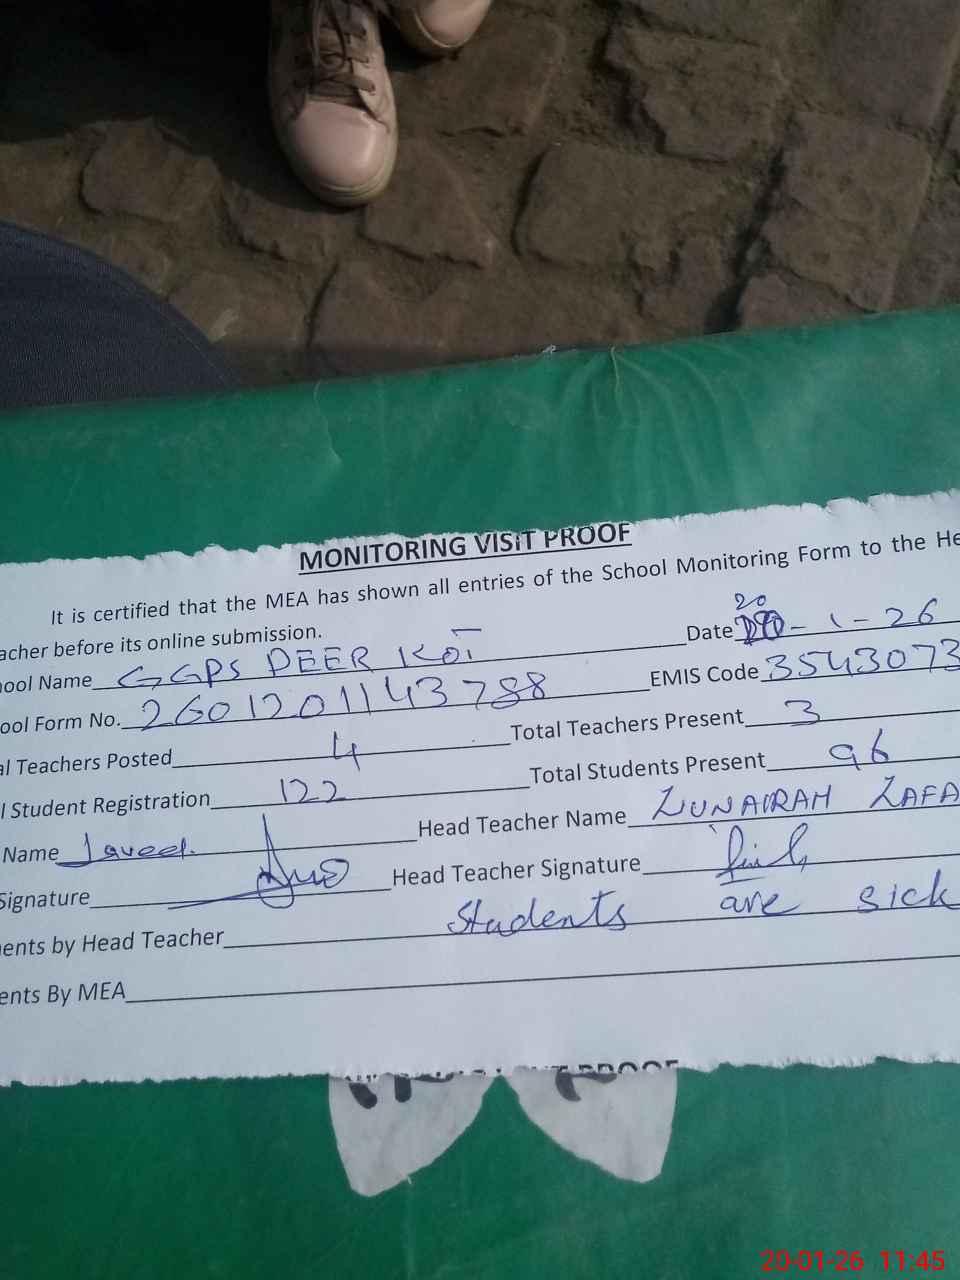 MONITORING VISIT PROOF
It is certified that the MEA has shown all entries of the School Monitoring Form to the He
acher before its online submission.
Date 20 - 1 - 26
ool Name GGPS PEER KOT
EMIS Code 3543073
ool Form No. 2601201143788
al Teachers Posted 4
Total Teachers Present 3
l Student Registration 122
Total Students Present 96
Name Javeed.
Head Teacher Name ZUNAIRAH ZAFA
Signature
Head Teacher Signature
ents by Head Teacher Students are sick
ents By MEA
PROOF
20-01-26 11:45